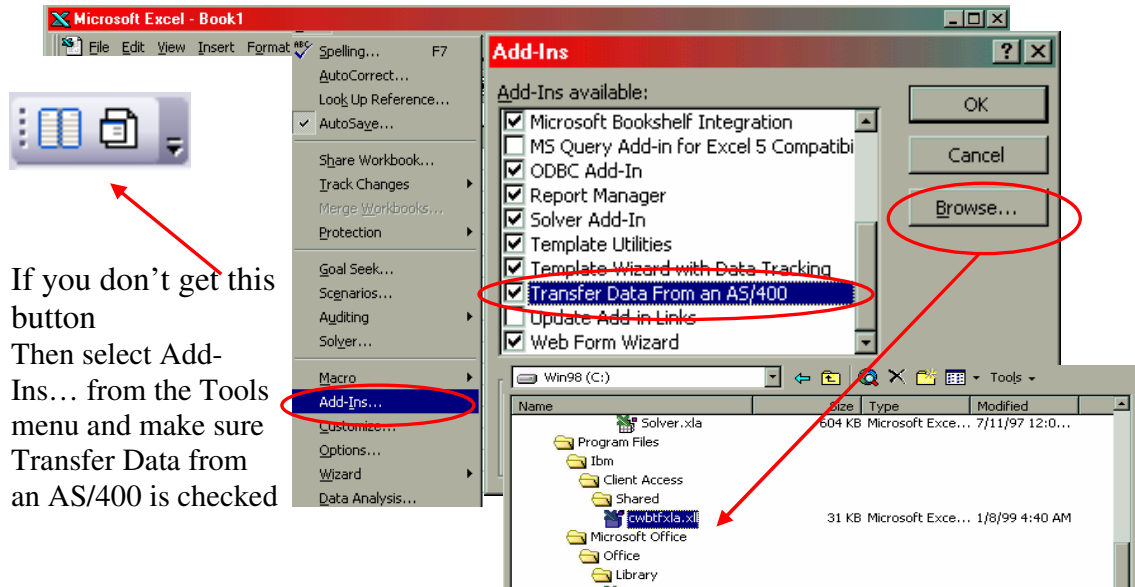 Microsoft Excel - Book1
File Edit View Insert Format
Spelling... F7
AutoCorrect...
Look Up Reference...
AutoSave...
Share Workbook...
Track Changes
Merge Workbooks...
Protection
Goal Seek...
Scenarios...
Auditing
Solver...
Macro
Add-Ins...
Customize...
Options...
Wizard
Data Analysis...
Add-Ins
Add-Ins available:
Microsoft Bookshelf Integration
MS Query Add-in for Excel 5 Compatibi
ODBC Add-In
Report Manager
Solver Add-In
Template Utilities
Template Wizard with Data Tracking
Transfer Data From an AS/400
Update Add-in Links
Web Form Wizard
OK
Cancel
Browse...
If you don't get this
button
Then select Add-
Ins... from the Tools
menu and make sure
Transfer Data from
an AS/400 is checked
Win98 (C:) Tools
Name Size Type Modified
Solver.xla 604 KB Microsoft Exce... 7/11/97 12:0...
Program Files
Ibm
Client Access
Shared
cwbtfxla.xl 31 KB Microsoft Exce... 1/8/99 4:40 AM
Microsoft Office
Office
Library